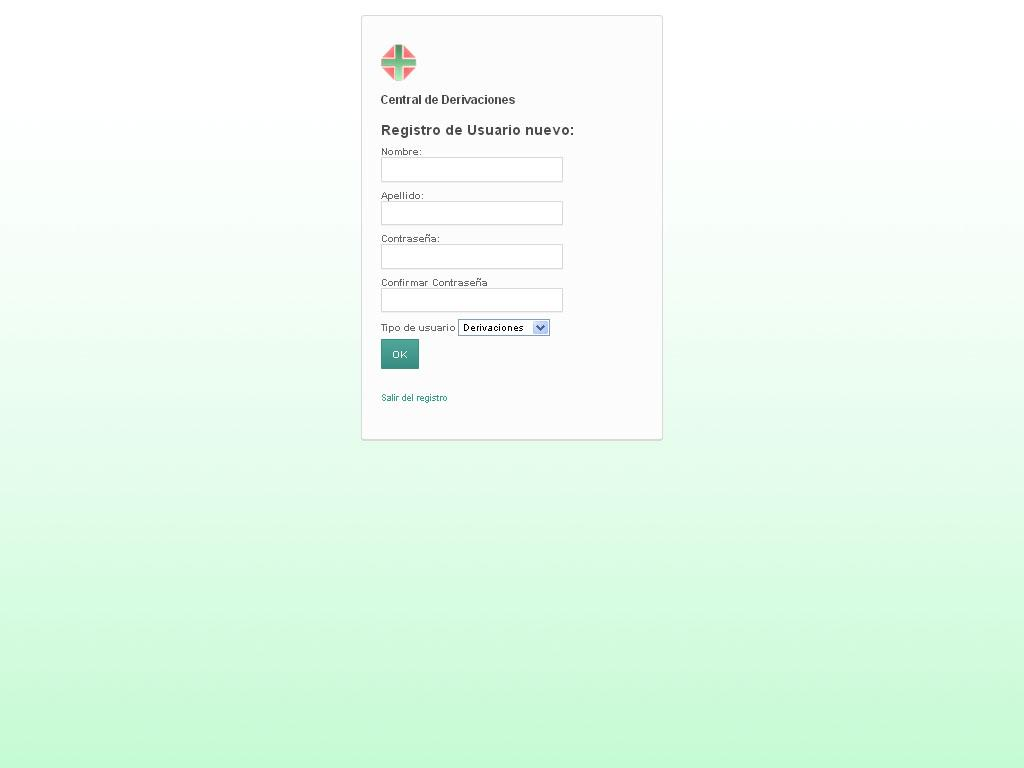 Central de Derivaciones
Registro de Usuario nuevo:
Nombre:
Apellido:
Contraseña:
Confirmar Contraseña
Tipo de usuario Derivaciones
OK
Salir del registro